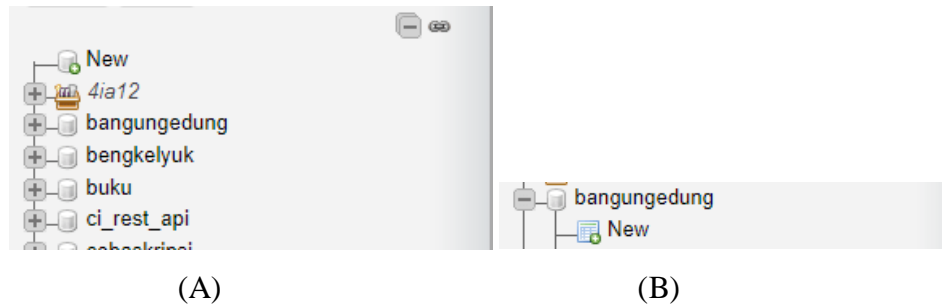 New
4ia12
bangungedung
bengkelyuk
buku
ci_rest_api
bangungedung
New
(A)
(B)